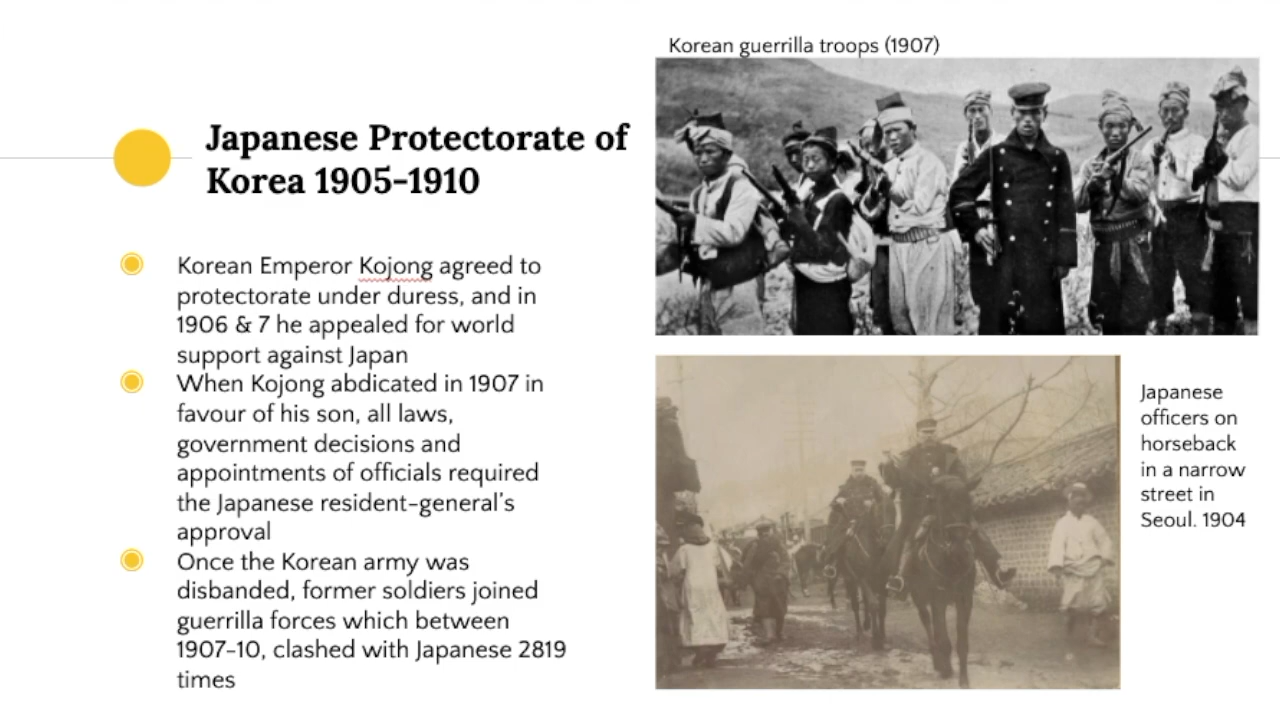 Japanese Protectorate of
Korea 1905-1910
Korean Emperor Kojong agreed to
protectorate under duress, and in
1906 & 7 he appealed for world
support against Japan
When Kojong abdicated in 1907 in
favour of his son, all laws,
government decisions and
appointments of officials required
the Japanese resident-general's
approval
Once the Korean army was
disbanded, former soldiers joined
guerrilla forces which between
1907-10, clashed with Japanese 2819
times
Korean guerrilla troops (1907)
Japanese
officers on
horseback
in a narrow
street in
Seoul. 1904